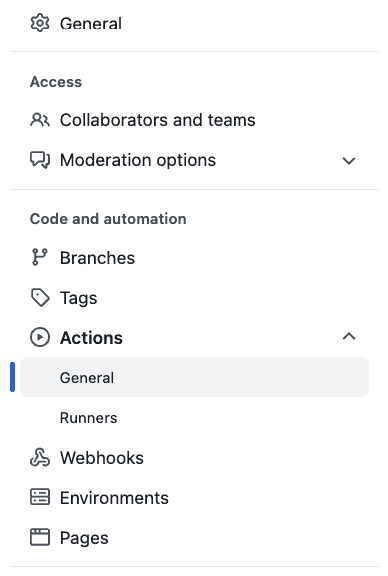 General
Access
Collaborators and teams
Moderation options
Code and automation
Branches
Tags
Actions
General
Runners
Webhooks
Environments
Pages